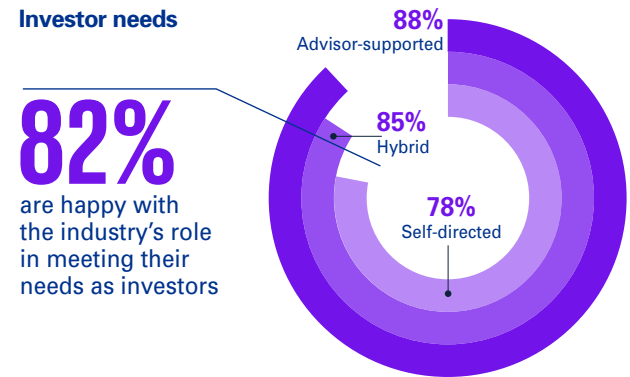 Investor needs
82%
are happy with
the industry’s role
in meeting their
needs as investors
88%
Advisor-supported
85%
Hybrid
78%
Self-directed